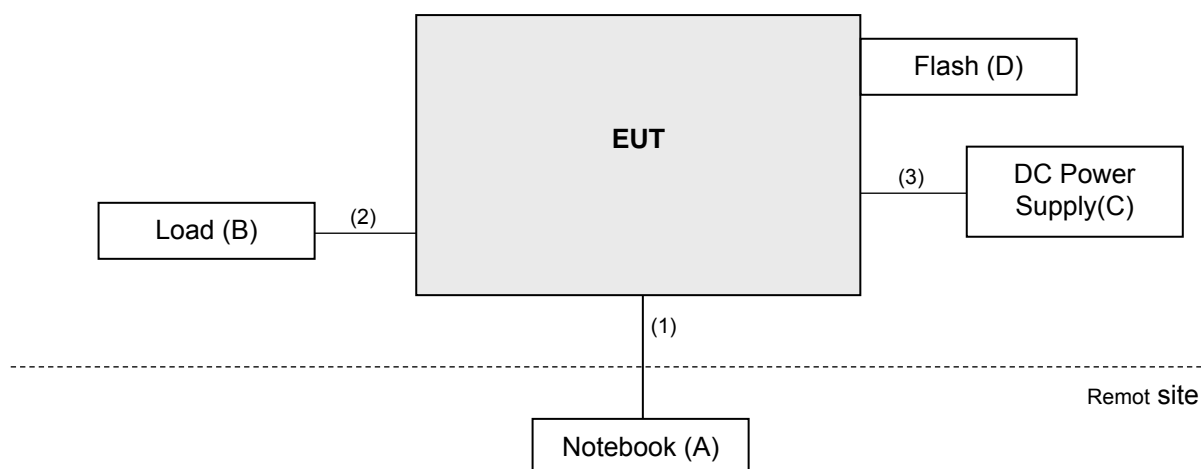 Flash (D)
EUT
(3)
DC Power
Supply(C)
Load (B)
(2)
(1)
Remot site
Notebook (A)